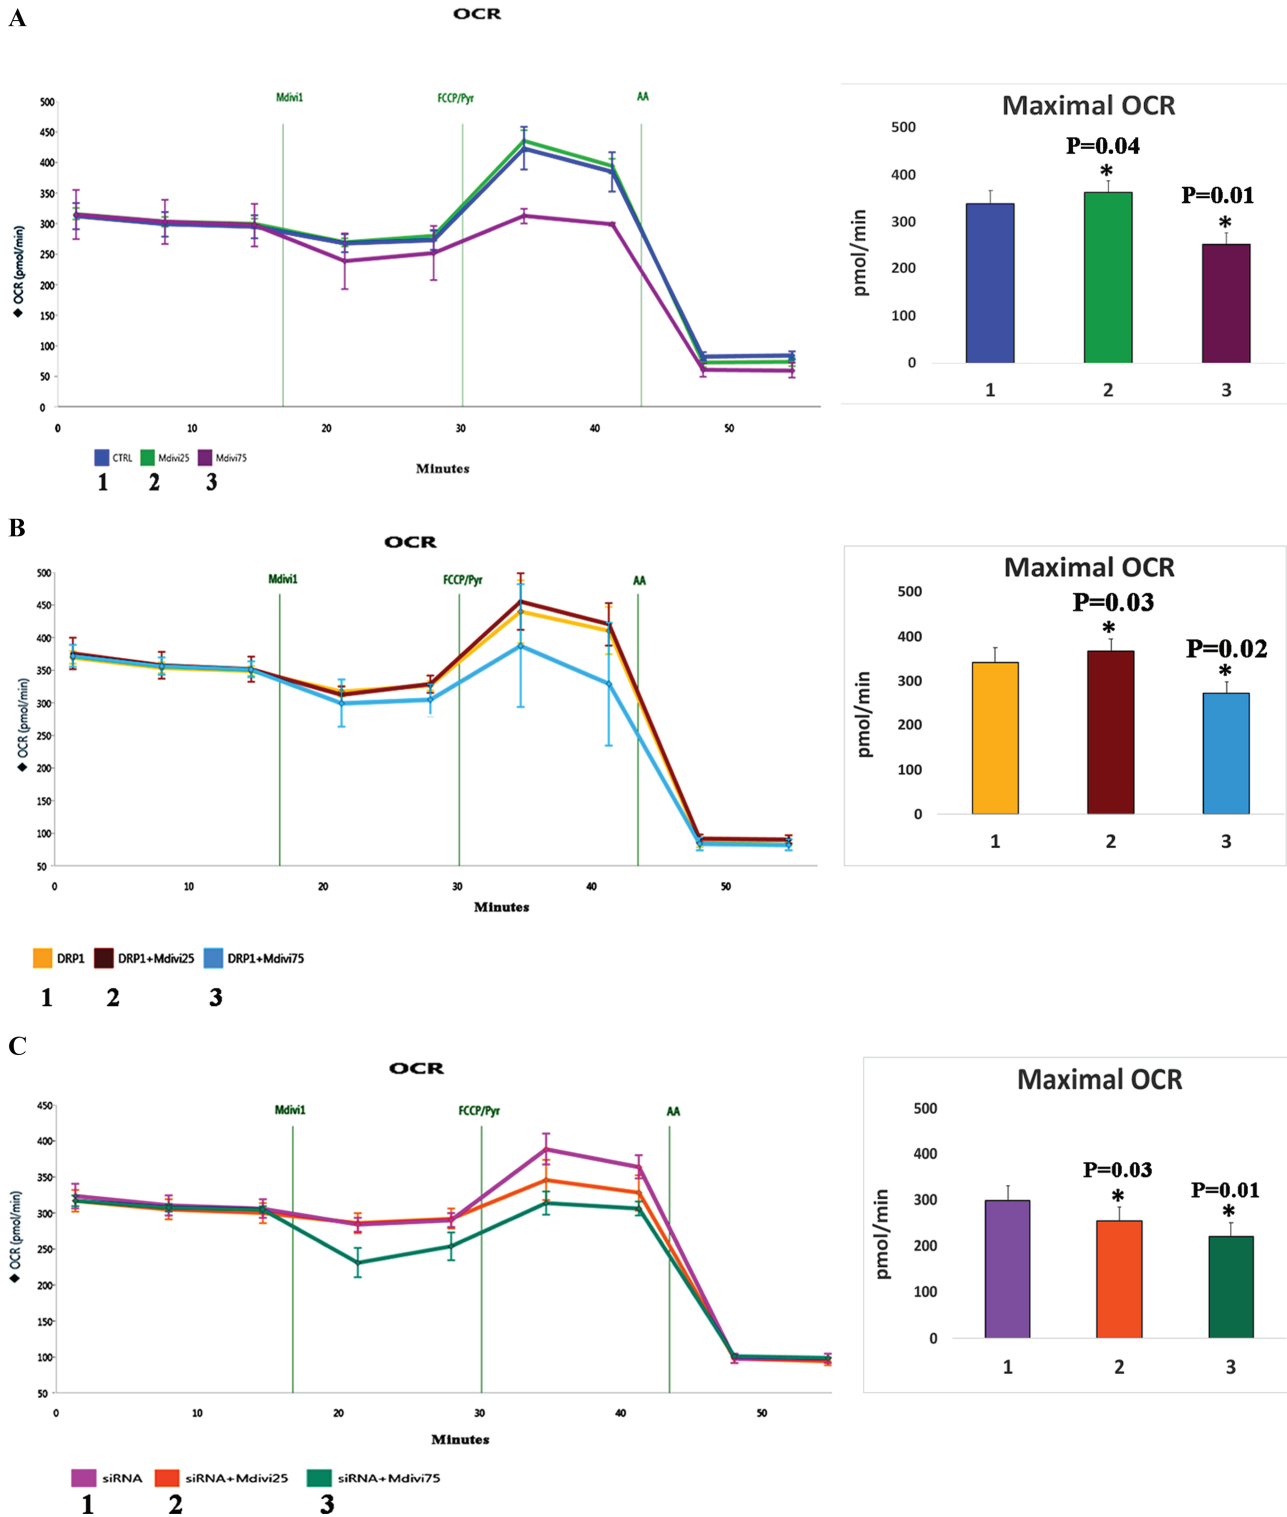 A
OCR
Mdivi1 FCCP/Pyr AA
500
450
400
350
300
250
200
150
100
50
0
◆ OCR (pmol/min)
0 10 20 30 40 50
Minutes
CTRL Mdivi25 Mdivi75
1 2 3
Maximal OCR
500
400
300
200
100
0
pmol/min
P=0.04
*
P=0.01
*
1 2 3
B
OCR
Mdivi1 FCCP/Pyr AA
500
450
400
350
300
250
200
150
100
50
◆ OCR (pmol/min)
0 10 20 30 40 50
Minutes
DRP1 DRP1+Mdivi25 DRP1+Mdivi75
1 2 3
Maximal OCR
500
400
300
200
100
0
pmol/min
P=0.03
*
P=0.02
*
1 2 3
C
OCR
Mdivi1 FCCP/Pyr AA
450
400
350
300
250
200
150
100
50
◆ OCR (pmol/min)
0 10 20 30 40 50
Minutes
siRNA siRNA+Mdivi25 siRNA+Mdivi75
1 2 3
Maximal OCR
500
400
300
200
100
0
pmol/min
P=0.03
*
P=0.01
*
1 2 3